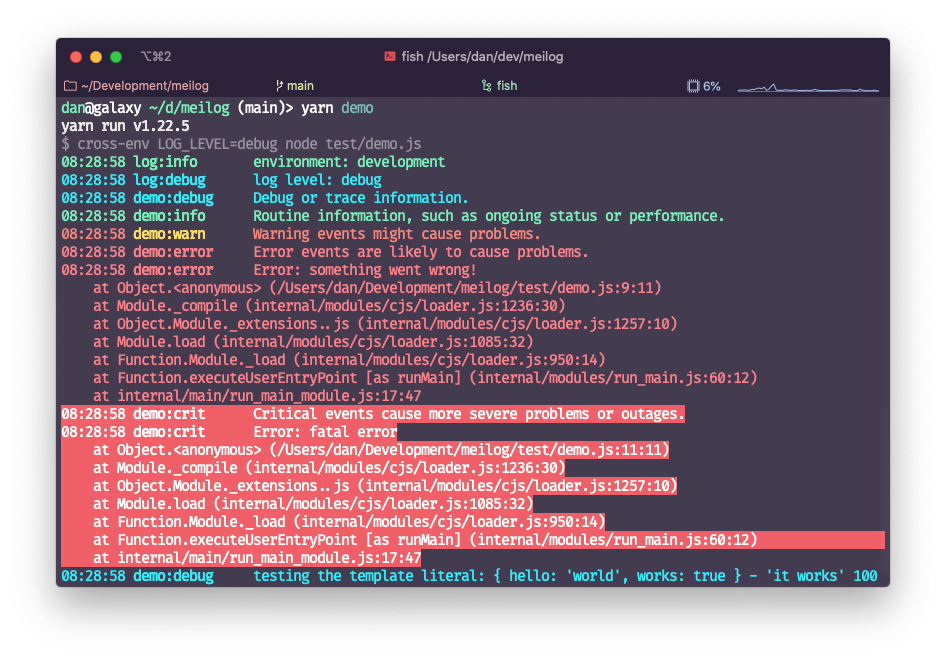 ⌥⌘2 fish /Users/dan/dev/meilog
~/Development/meilog main fish 6%
dan@galaxy ~/d/meilog (main)> yarn demo
yarn run v1.22.5
$ cross-env LOG_LEVEL=debug node test/demo.js
08:28:58 log:info environment: development
08:28:58 log:debug log level: debug
08:28:58 demo:debug Debug or trace information.
08:28:58 demo:info Routine information, such as ongoing status or performance.
08:28:58 demo:warn Warning events might cause problems.
08:28:58 demo:error Error events are likely to cause problems.
08:28:58 demo:error Error: something went wrong!
at Object.<anonymous> (/Users/dan/Development/meilog/test/demo.js:9:11)
at Module._compile (internal/modules/cjs/loader.js:1236:30)
at Object.Module._extensions..js (internal/modules/cjs/loader.js:1257:10)
at Module.load (internal/modules/cjs/loader.js:1085:32)
at Function.Module._load (internal/modules/cjs/loader.js:950:14)
at Function.executeUserEntryPoint [as runMain] (internal/modules/run_main.js:60:12)
at internal/main/run_main_module.js:17:47
08:28:58 demo:crit Critical events cause more severe problems or outages.
08:28:58 demo:crit Error: fatal error
at Object.<anonymous> (/Users/dan/Development/meilog/test/demo.js:11:11)
at Module._compile (internal/modules/cjs/loader.js:1236:30)
at Object.Module._extensions..js (internal/modules/cjs/loader.js:1257:10)
at Module.load (internal/modules/cjs/loader.js:1085:32)
at Function.Module._load (internal/modules/cjs/loader.js:950:14)
at Function.executeUserEntryPoint [as runMain] (internal/modules/run_main.js:60:12)
at internal/main/run_main_module.js:17:47
08:28:58 demo:debug testing the template literal: { hello: 'world', works: true } - 'it works' 100